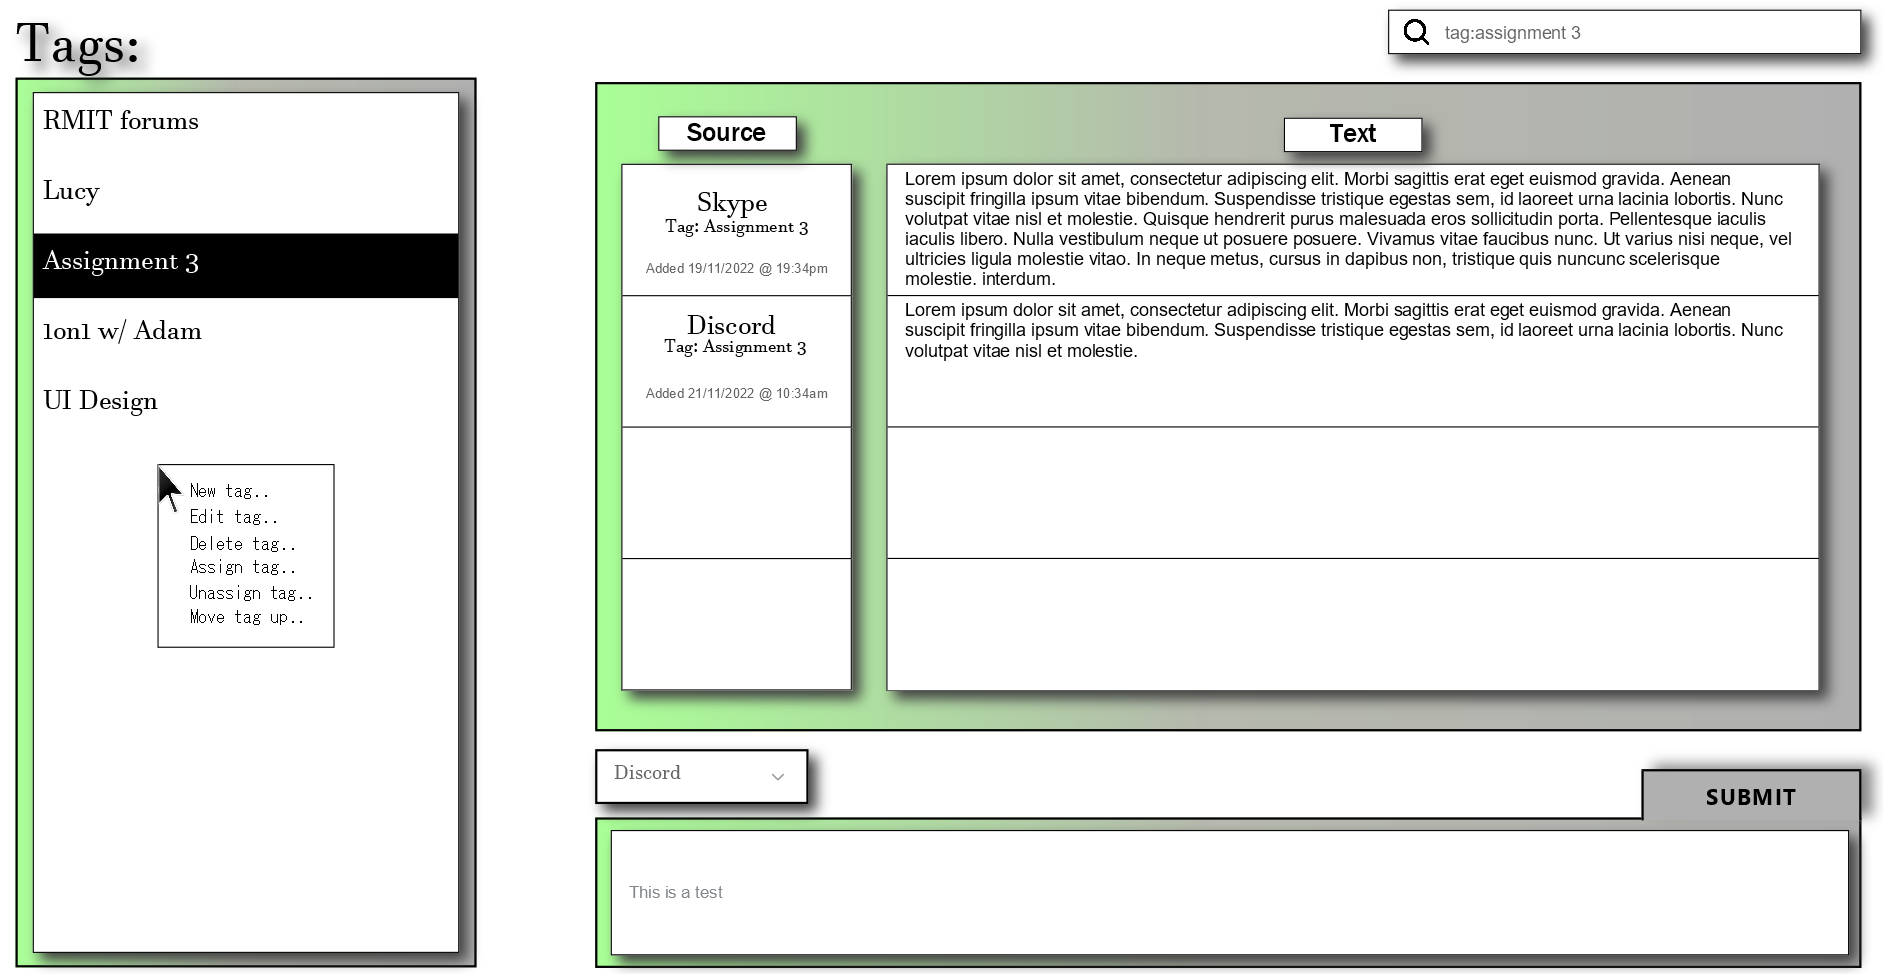 Tags:
tag:assignment 3
RMIT forums
Lucy
Assignment 3
1on1 w/ Adam
UI Design
New tag..
Edit tag..
Delete tag..
Assign tag..
Unassign tag..
Move tag up..
Source
Text
Skype
Tag: Assignment 3
Added 19/11/2022 @ 19:34pm
Lorem ipsum dolor sit amet, consectetur adipiscing elit. Morbi sagittis erat eget euismod gravida. Aenean
suscipit fringilla ipsum vitae bibendum. Suspendisse tristique egestas sem, id laoreet urna lacinia lobortis. Nunc
volutpat vitae nisl et molestie. Quisque hendrerit purus malesuada eros sollicitudin porta. Pellentesque iaculis
iaculis libero. Nulla vestibulum neque ut posuere posuere. Vivamus vitae faucibus nunc. Ut varius nisi neque, vel
ultricies ligula molestie vitao. In neque metus, cursus in dapibus non, tristique quis nuncunc scelerisque
molestie. interdum.
Discord
Tag: Assignment 3
Added 21/11/2022 @ 10:34am
Lorem ipsum dolor sit amet, consectetur adipiscing elit. Morbi sagittis erat eget euismod gravida. Aenean
suscipit fringilla ipsum vitae bibendum. Suspendisse tristique egestas sem, id laoreet urna lacinia lobortis. Nunc
volutpat vitae nisl et molestie.
Discord
SUBMIT
This is a test